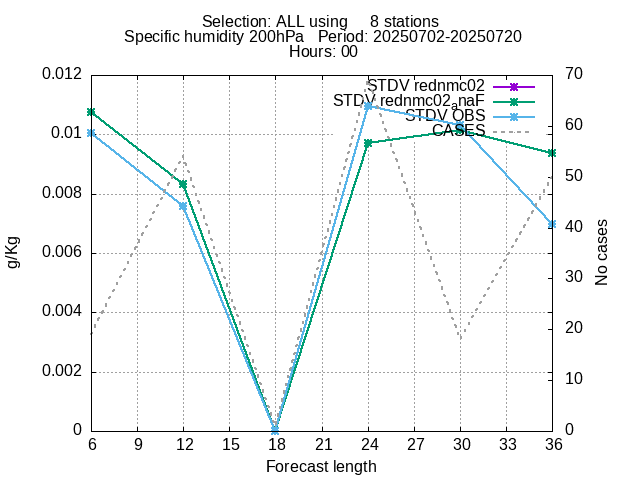 Selection: ALL using 8 stations
Specific humidity 200hPa Period: 20250702-20250720
Hours: 00
0.012
0.01
0.008
0.006
0.004
0.002
0
g/Kg
70
60
50
40
30
20
10
0
No cases
STDV rednmc02
STDV rednmc02anaF
STDV OBS
CASES
6 9 12 15 18 21 24 27 30 33 36
Forecast length